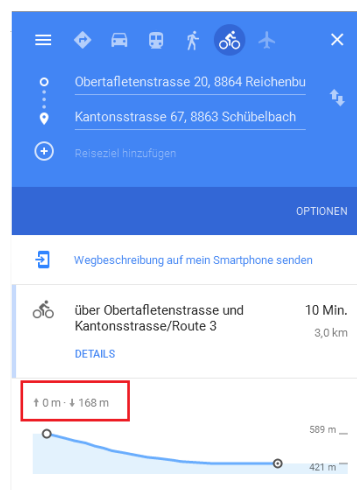 Obertafletenstrasse 20, 8864 Reichenbu
Kantonsstrasse 67, 8863 Schübelbach
Reiseziel hinzufügen
OPTIONEN
Wegbeschreibung auf mein Smartphone senden
über Obertafletenstrasse und 10 Min.
Kantonsstrasse/Route 3 3,0 km
DETAILS
↑ 0 m · ↓ 168 m
589 m
421 m